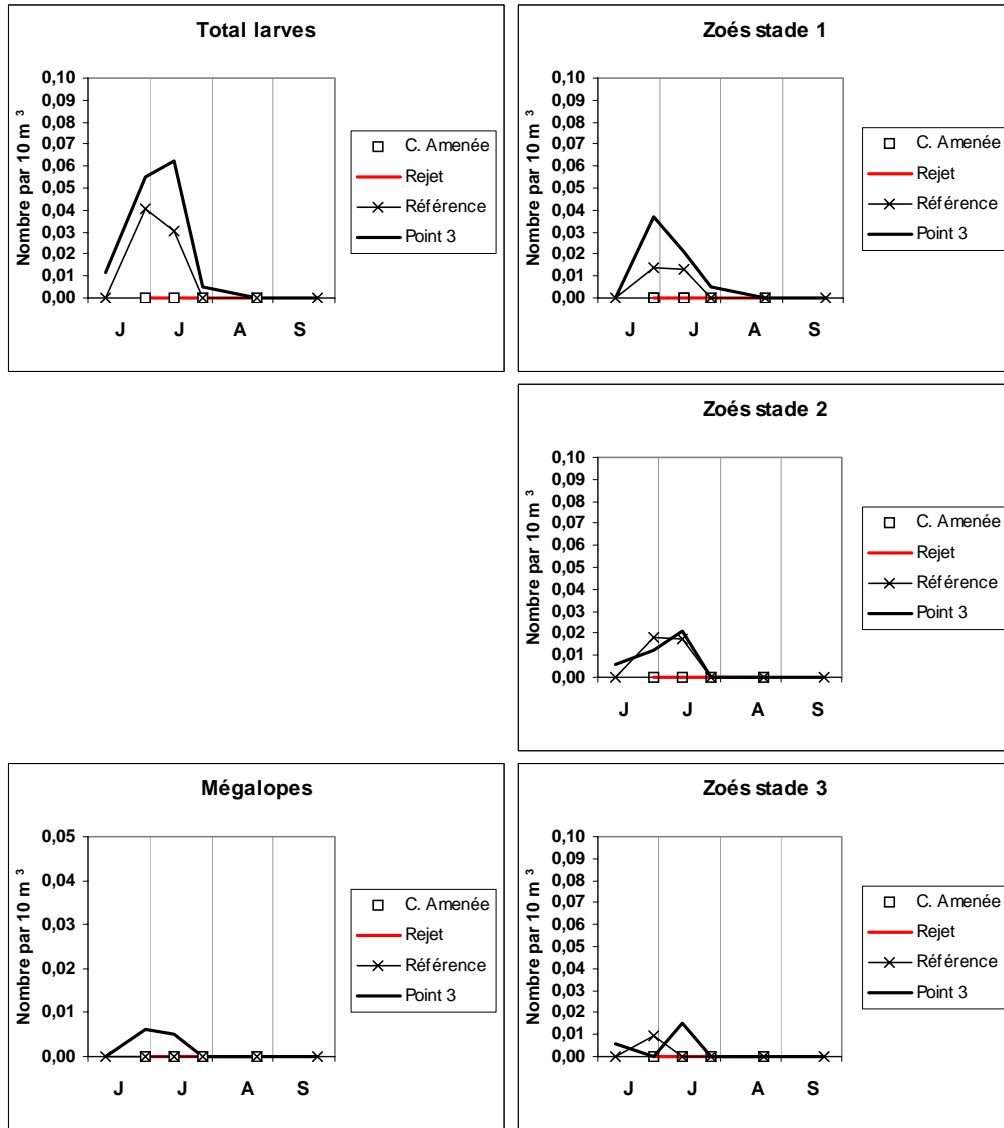 Total larves
Nombre par 10 m 3
0,10
0,09
0,08
0,07
0,06
0,05
0,04
0,03
0,02
0,01
0,00
J J A S
C. Amenée
Rejet
Référence
Point 3
Zoés stade 1
Nombre par 10 m 3
0,10
0,09
0,08
0,07
0,06
0,05
0,04
0,03
0,02
0,01
0,00
J J A S
C. Amenée
Rejet
Référence
Point 3
Zoés stade 2
Nombre par 10 m 3
0,10
0,09
0,08
0,07
0,06
0,05
0,04
0,03
0,02
0,01
0,00
J J A S
C. Amenée
Rejet
Référence
Point 3
Mégalopes
Nombre par 10 m 3
0,05
0,04
0,03
0,02
0,01
0,00
J J A S
C. Amenée
Rejet
Référence
Point 3
Zoés stade 3
Nombre par 10 m 3
0,10
0,09
0,08
0,07
0,06
0,05
0,04
0,03
0,02
0,01
0,00
J J A S
C. Amenée
Rejet
Référence
Point 3